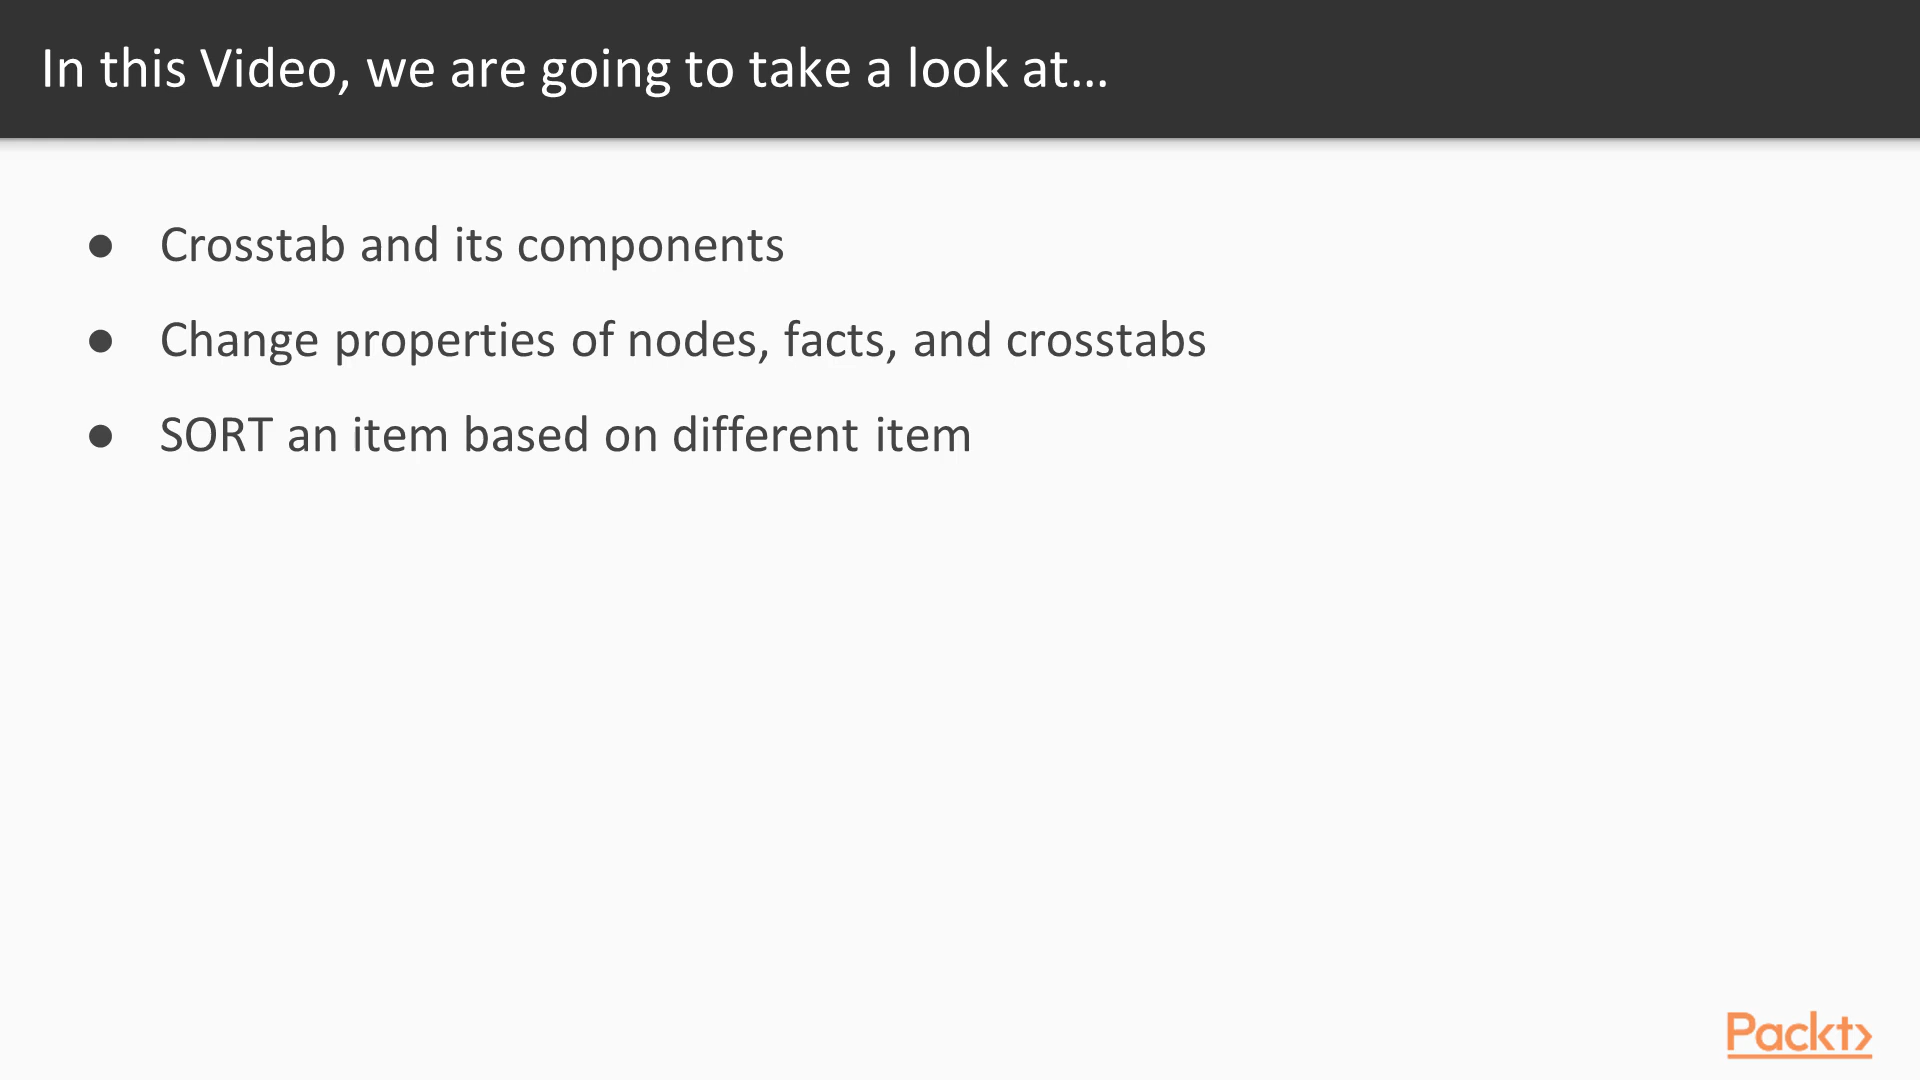 In this Video, we are going to take a look at...
● Crosstab and its components
● Change properties of nodes, facts, and crosstabs
● SORT an item based on different item
Packt>